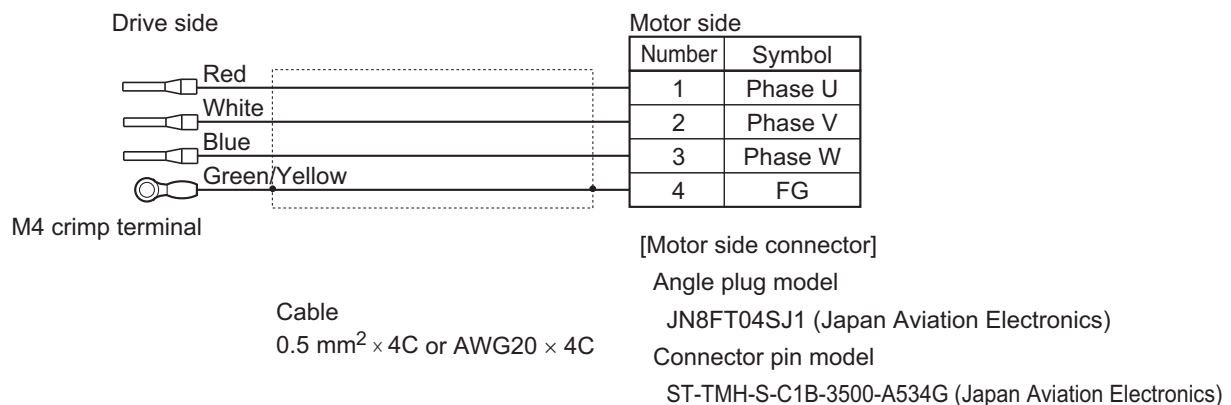 Drive side
Motor side
Number Symbol
Red 1 Phase U
White 2 Phase V
Blue 3 Phase W
Green/Yellow 4 FG
M4 crimp terminal
[Motor side connector]
Angle plug model
JN8FT04SJ1 (Japan Aviation Electronics)
Connector pin model
ST-TMH-S-C1B-3500-A534G (Japan Aviation Electronics)
Cable
0.5 mm² × 4C or AWG20 × 4C